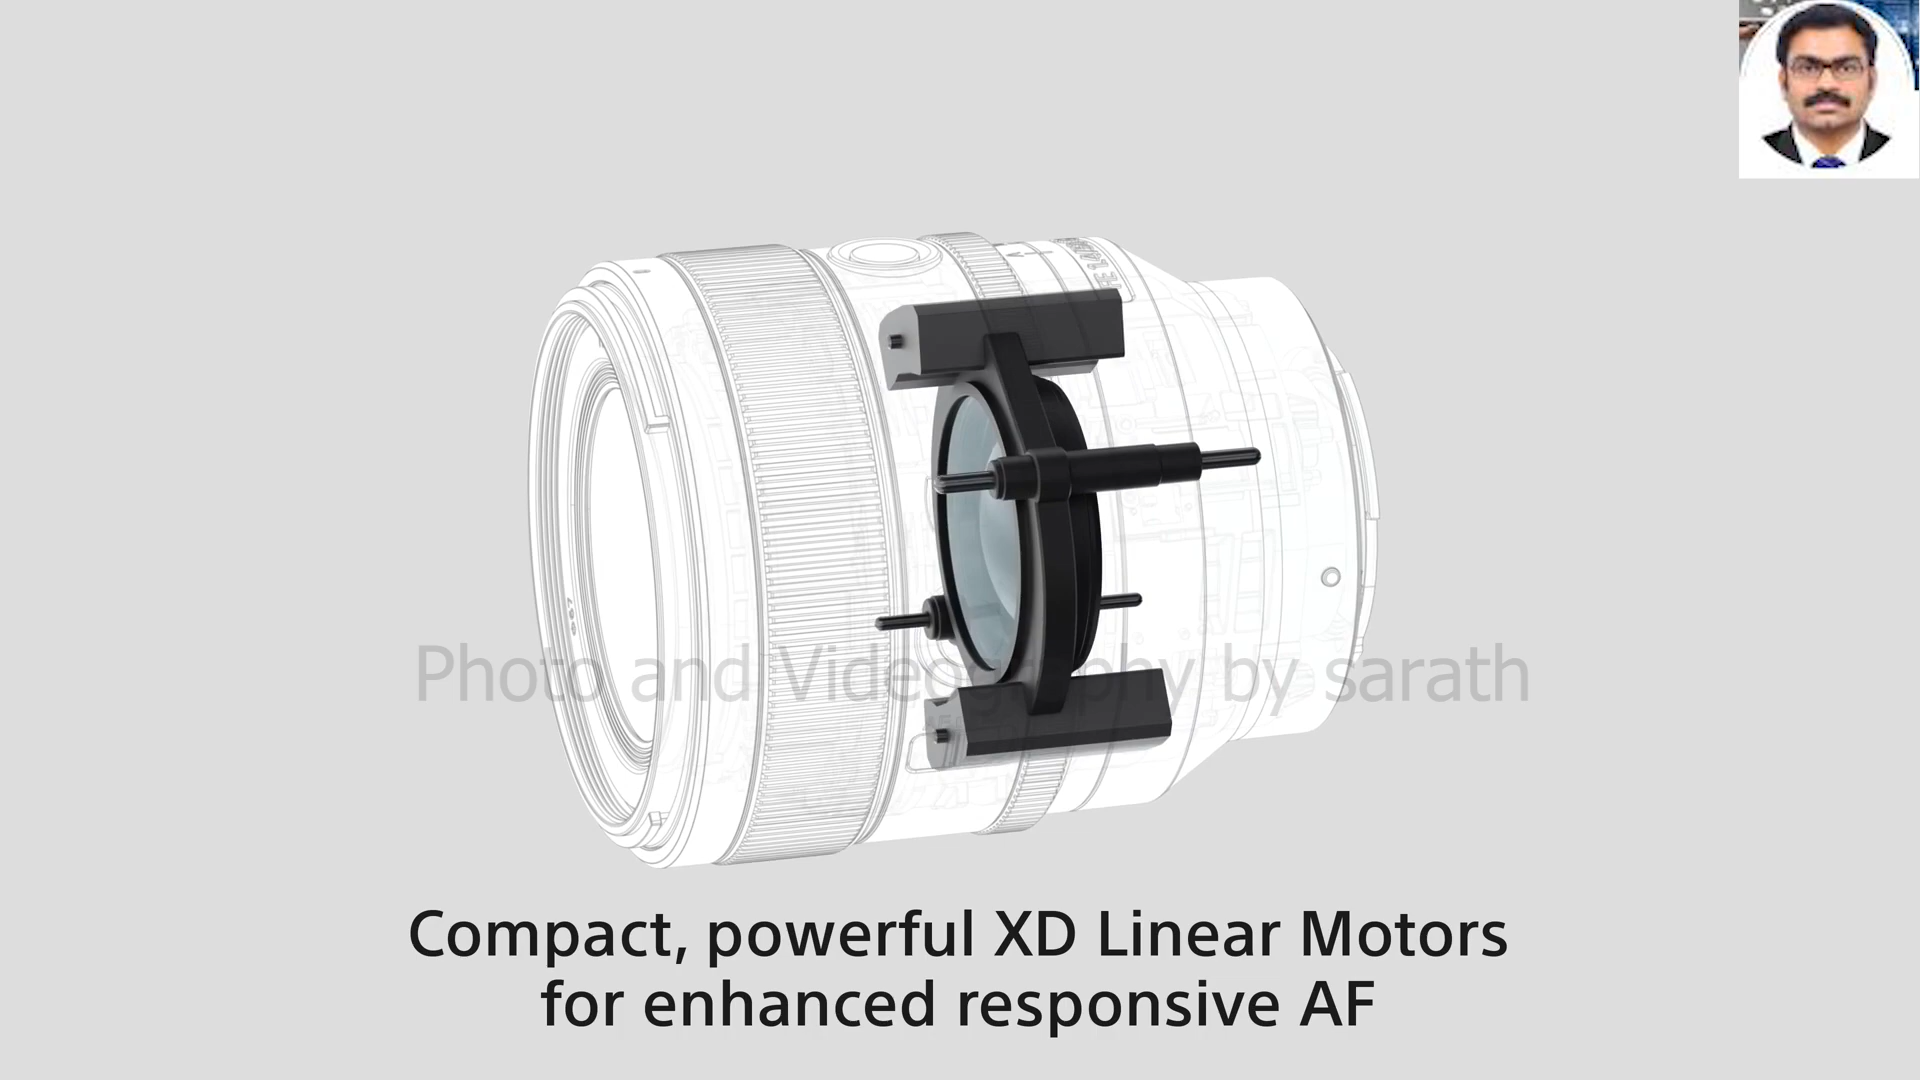 Photo and Videography by sarath
Compact, powerful XD Linear Motors
for enhanced responsive AF